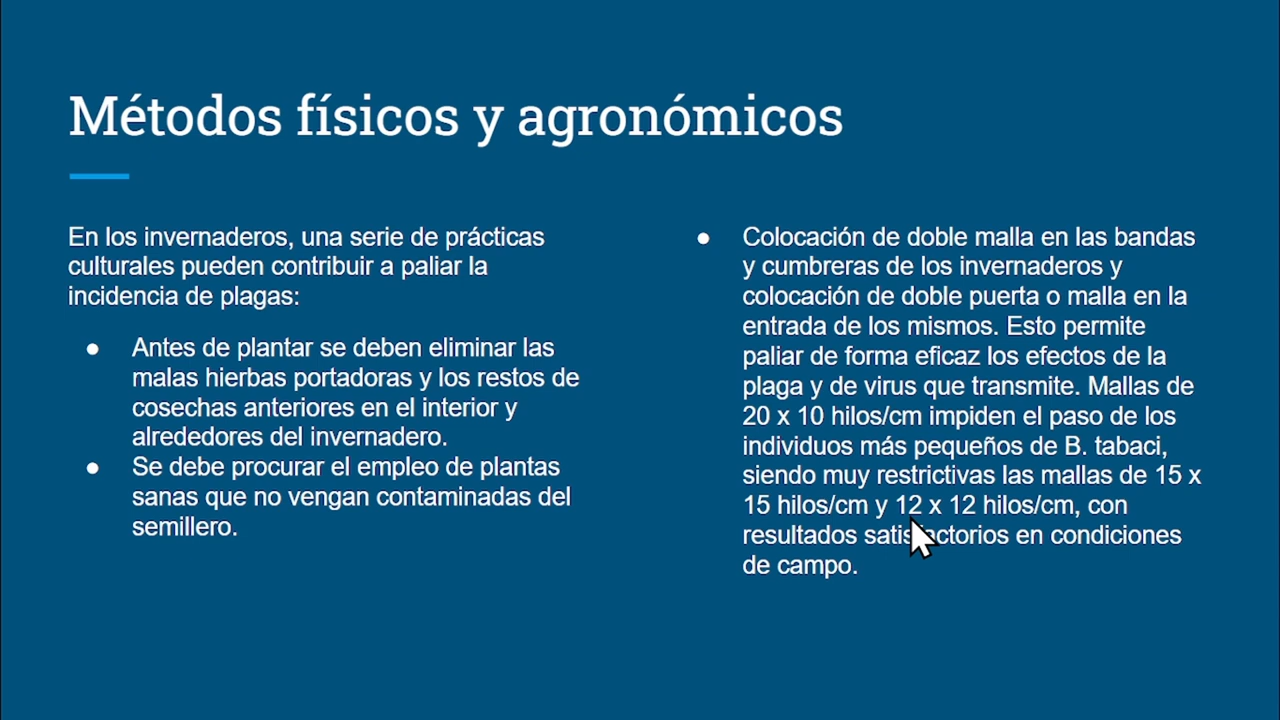 Métodos físicos y agronómicos
En los invernaderos, una serie de prácticas
culturales pueden contribuir a paliar la
incidencia de plagas:
● Antes de plantar se deben eliminar las
malas hierbas portadoras y los restos de
cosechas anteriores en el interior y
alrededores del invernadero.
● Se debe procurar el empleo de plantas
sanas que no vengan contaminadas del
semillero.
● Colocación de doble malla en las bandas
y cumbreras de los invernaderos y
colocación de doble puerta o malla en la
entrada de los mismos. Esto permite
paliar de forma eficaz los efectos de la
plaga y de virus que transmite. Mallas de
20 x 10 hilos/cm impiden el paso de los
individuos más pequeños de B. tabaci,
siendo muy restrictivas las mallas de 15 x
15 hilos/cm y 12 x 12 hilos/cm, con
resultados satisfactorios en condiciones
de campo.